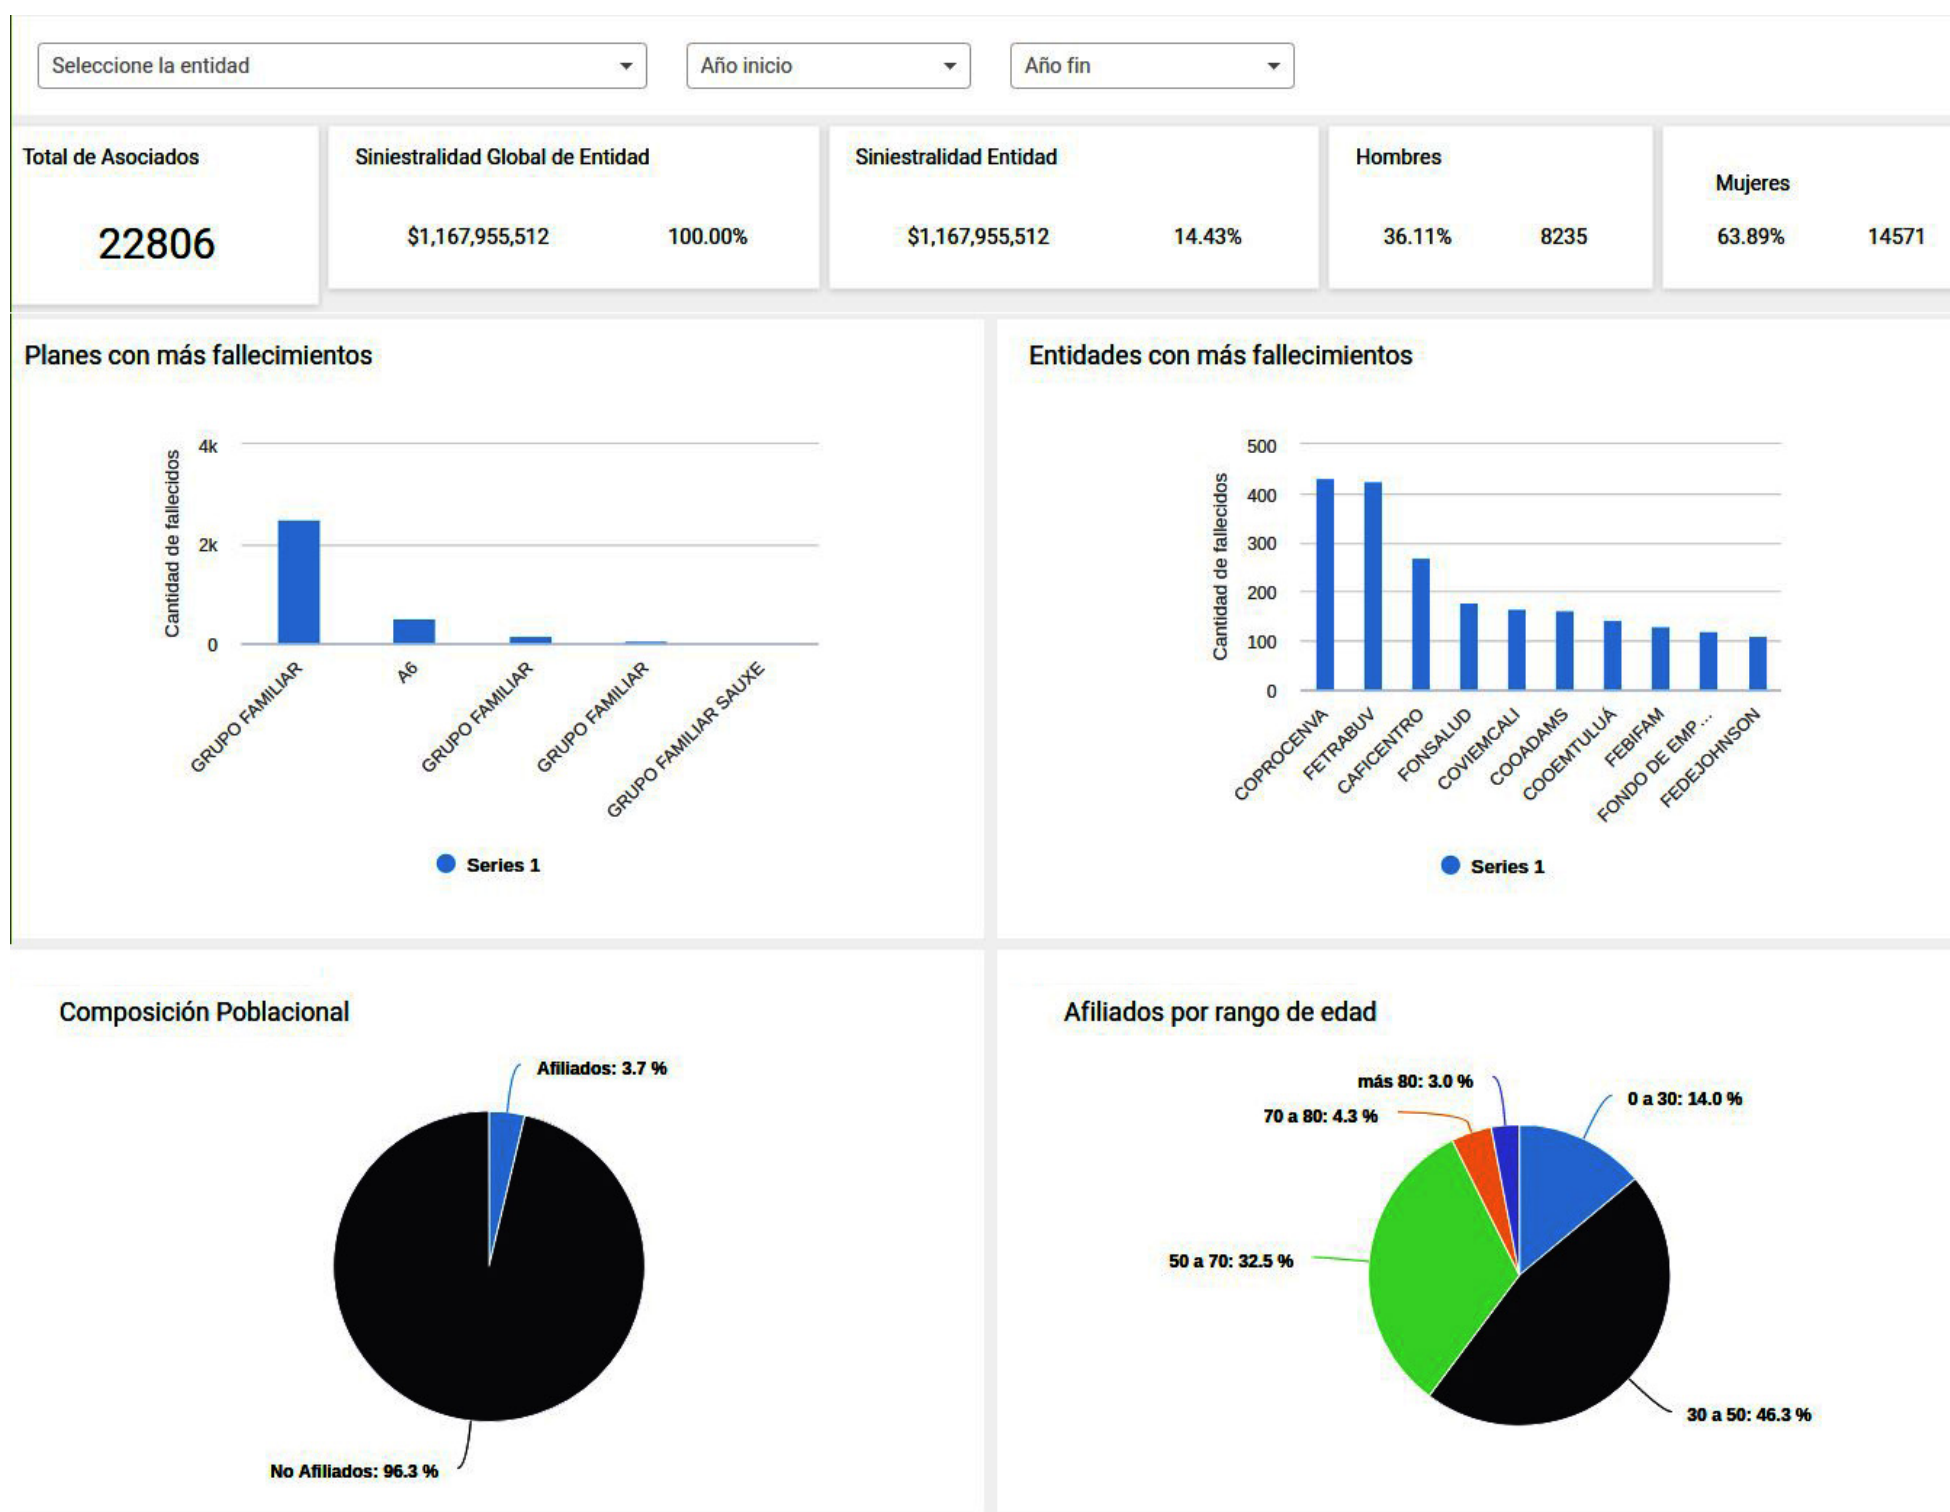 Seleccione la entidad
Año inicio
Año fin
Total de Asociados
22806
Siniestralidad Global de Entidad
$1,167,955,512 100.00%
Siniestralidad Entidad
$1,167,955,512 14.43%
Hombres
36.11% 8235
Mujeres
63.89% 14571
Planes con más fallecimientos
Cantidad de fallecidos
4k
2k
0
GRUPO FAMILIAR
A6
GRUPO FAMILIAR
GRUPO FAMILIAR
GRUPO FAMILIAR SAUXE
Series 1
Entidades con más fallecimientos
Cantidad de fallecidos
500
400
300
200
100
0
COPROCENVA
FETRABUV
CAFICENTRO
FONSALUD
COVIEMCALI
COOADAMS
COOEMTULUÁ
FEBIFAM
FONDO DE EMP ...
FEDEJOHNSON
Series 1
Composición Poblacional
Afiliados: 3.7 %
No Afiliados: 96.3 %
Afiliados por rango de edad
más 80: 3.0 %
0 a 30: 14.0 %
70 a 80: 4.3 %
50 a 70: 32.5 %
30 a 50: 46.3 %